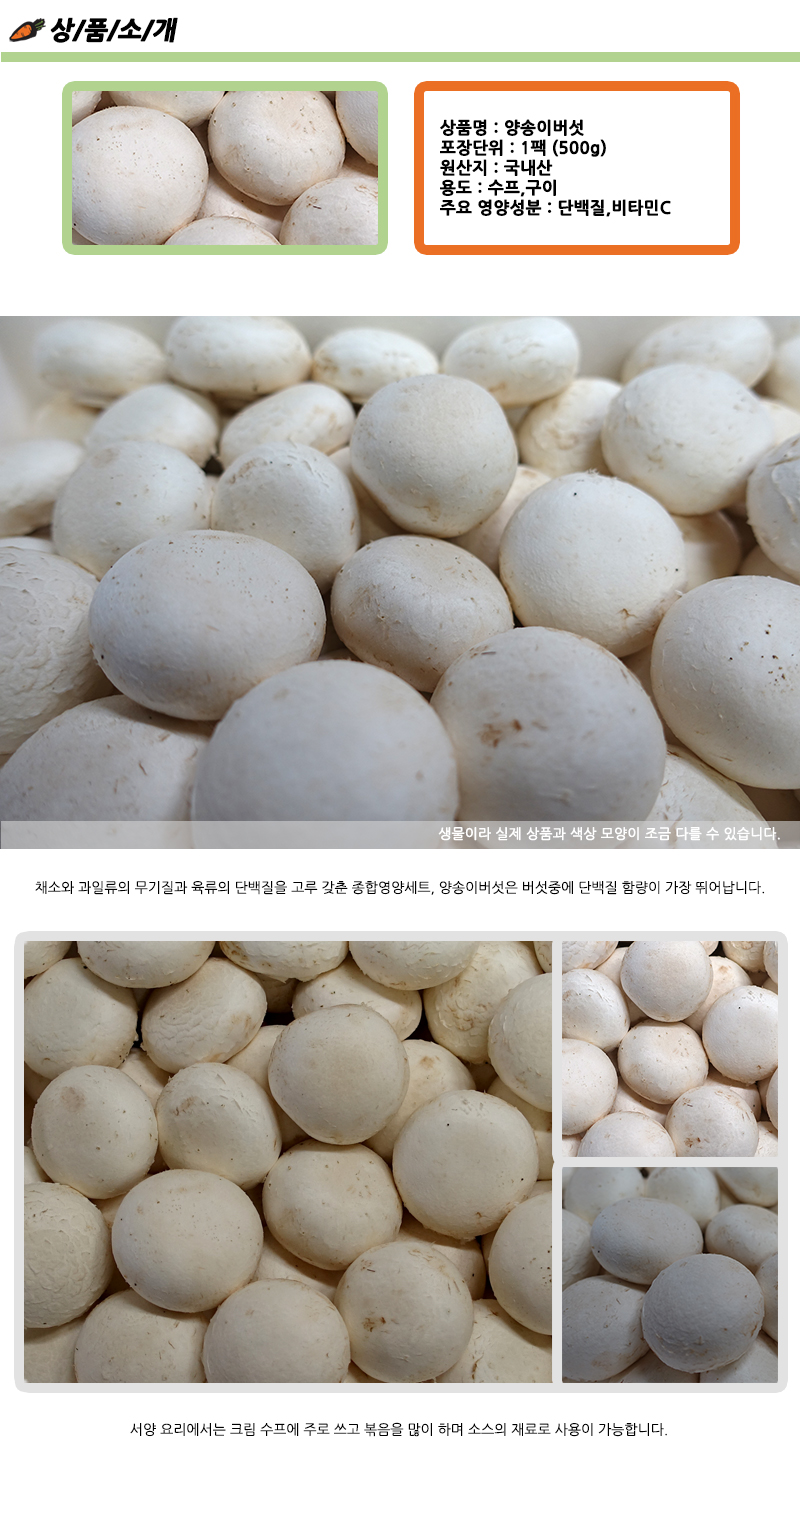 상/품/소/개
상품명 : 양송이버섯
포장단위 : 1팩 (500g)
원산지 : 국내산
용도 : 수프,구이
주요 영양성분 : 단백질,비타민C
생물이라 실제 상품과 색상 모양이 조금 다를 수 있습니다.
채소와 과일류의 무기질과 육류의 단백질을 고루 갖춘 종합영양세트, 양송이버섯은 버섯중에 단백질 함량이 가장 뛰어납니다.
서양 요리에서는 크림 수프에 주로 쓰고 볶음을 많이 하며 소스의 재료로 사용이 가능합니다.